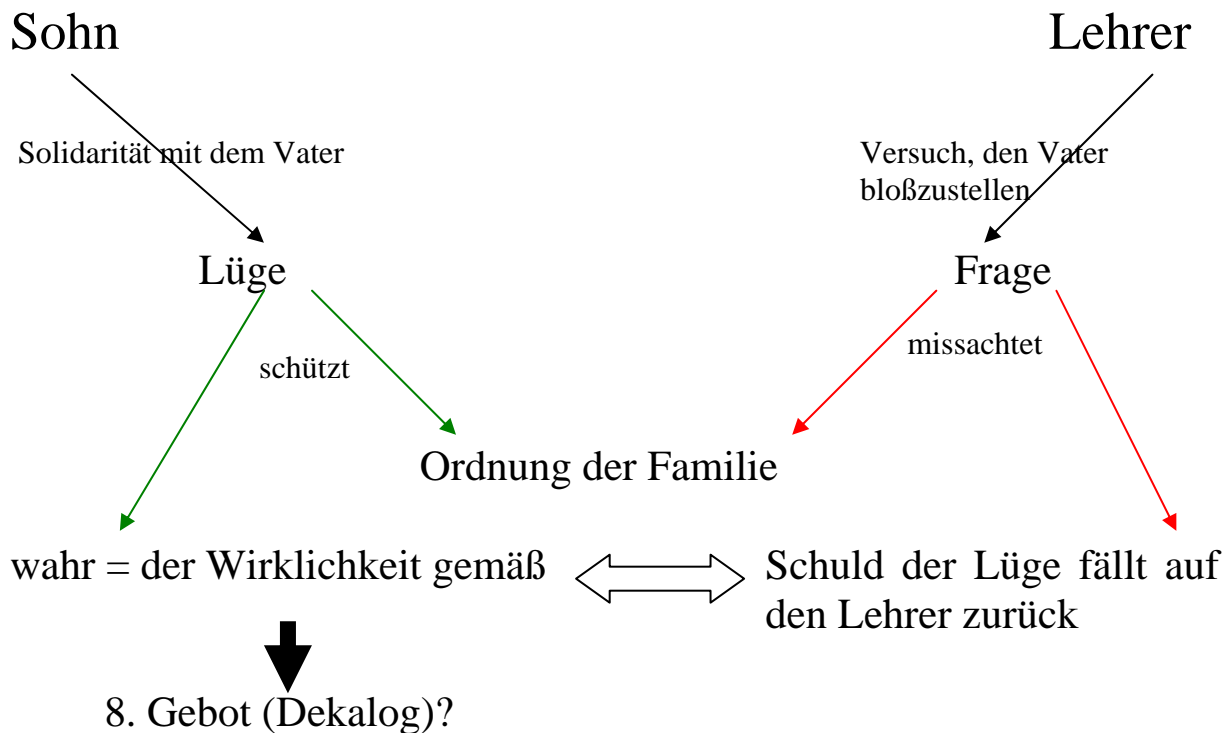 Sohn
Lehrer
Solidarität mit dem Vater
Versuch, den Vater
bloßzustellen
Lüge
Frage
schützt
missachtet
Ordnung der Familie
wahr = der Wirklichkeit gemäß
Schuld der Lüge fällt auf
den Lehrer zurück
8. Gebot (Dekalog)?